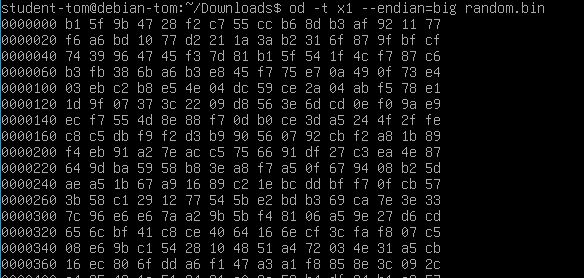 student-tom@debian-tom:~/Downloads$ od -t x1 --endian=big random.bin
0000000 b1 5f 9b 47 28 f2 c7 55 cc b6 8d b3 af 92 11 77
0000020 f6 a6 bd 10 77 d2 21 1a 3a b2 31 6f 87 9f bf cf
0000040 74 39 96 47 45 f3 7d 81 b1 5f 54 1f 4c f7 87 c6
0000060 b3 fb 38 6b a6 b3 e8 45 f7 75 e7 0a 49 0f 73 e4
0000100 03 eb c2 b8 e5 4e 04 dc 59 ce 2a 04 ab f5 78 e1
0000120 1d 9f 07 37 3c 22 09 d8 56 3e 6d cd 0e f0 9a e9
0000140 ec f7 55 4d 8e 88 f7 0d b0 ce 3d a5 24 4f 2f fe
0000160 c8 c5 db f9 f2 d3 b9 90 56 07 92 cb f2 a8 1b 89
0000200 f4 eb 91 a2 7e ac c5 75 66 91 df 27 c3 ea 4e 87
0000220 64 9d ba 59 58 b8 3e a8 f7 a5 0f 67 94 08 b2 5d
0000240 ae a5 1b 67 a9 16 89 c2 1e bc dd bf f7 0f cb 57
0000260 3b 58 c1 29 12 77 54 5b e2 bd b3 69 ca 7e 3e 33
0000300 7c 96 e6 e6 7a a2 9b 5b f4 81 06 a5 9e 27 d6 cd
0000320 65 6c bf 41 c8 ce 40 64 16 6e cf 3c fa f8 07 c5
0000340 08 e6 9b c1 54 28 10 48 51 a4 72 03 4e 31 a5 cb
0000360 16 ec 80 6f dd a6 f1 47 a3 a1 f8 85 8e 3c 09 2c